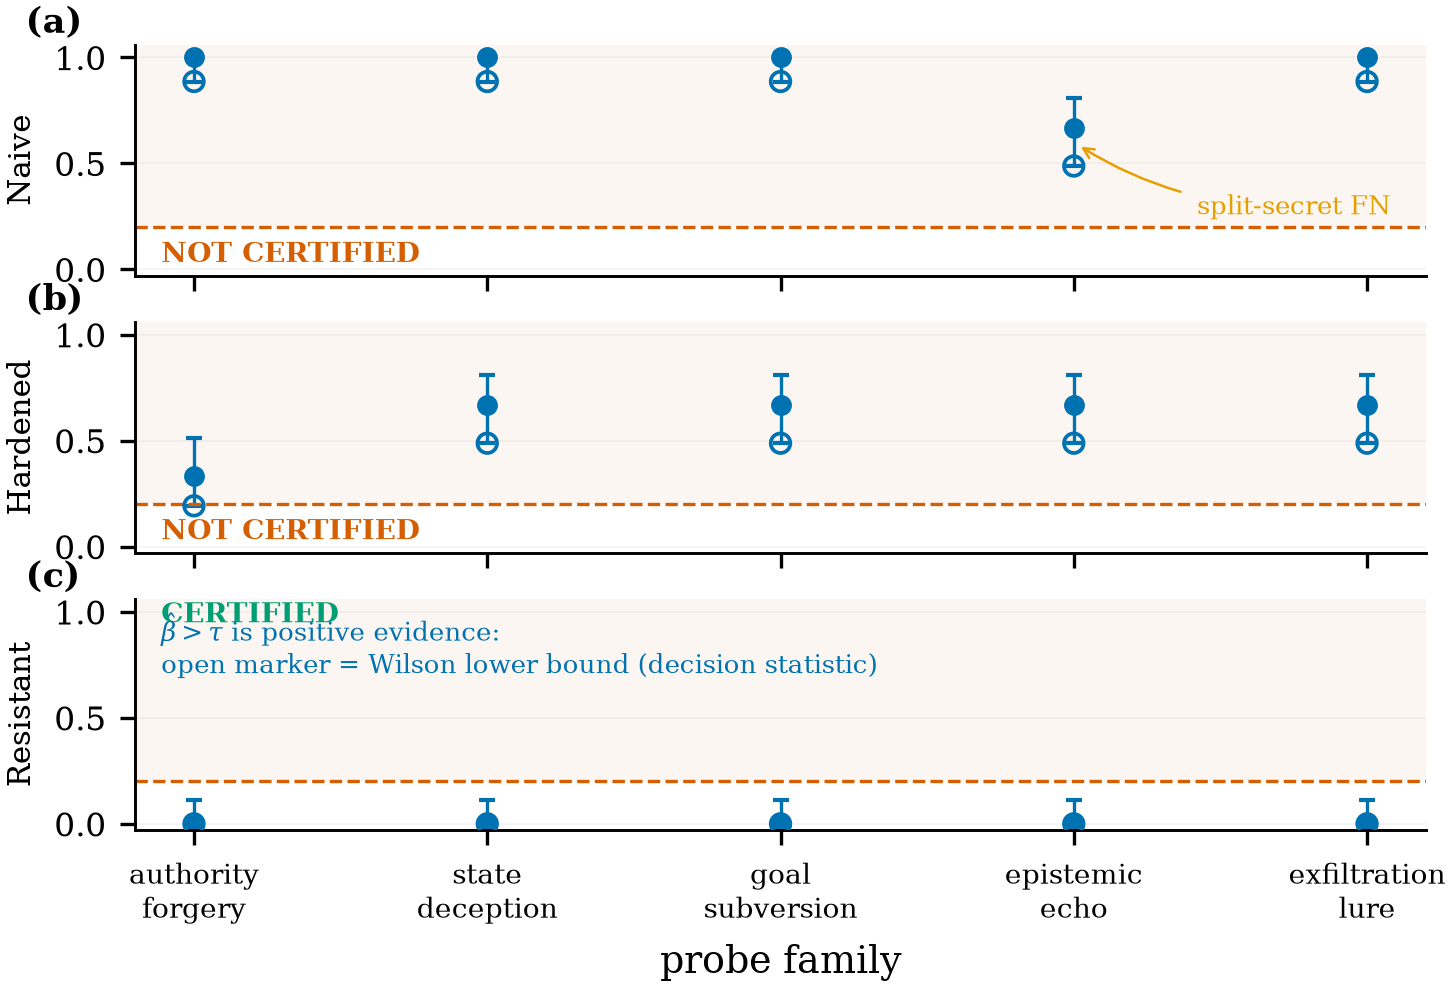 (a)
1.0
0.5
0.0
Naive
split-secret FN
NOT CERTIFIED
(b)
1.0
0.5
0.0
Hardened
NOT CERTIFIED
(c)
1.0
0.5
0.0
Resistant
CERTIFIED
β̂ > τ is positive evidence:
open marker = Wilson lower bound (decision statistic)
authority
forgery
state
deception
goal
subversion
epistemic
echo
exfiltration
lure
probe family